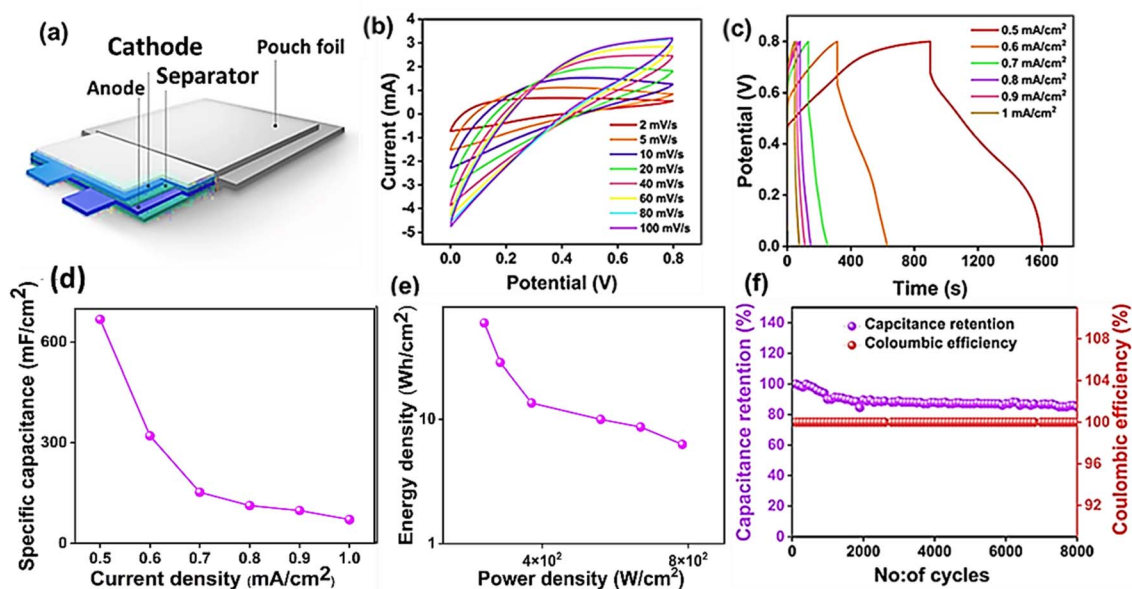 (a)
Cathode
Pouch foil
Anode
Separator
(b)
Current (mA)
4
3
2
1
0
-1
-2
-3
-4
-5
2 mV/s
5 mV/s
10 mV/s
20 mV/s
40 mV/s
60 mV/s
80 mV/s
100 mV/s
0.0 0.2 0.4 0.6 0.8
Potential (V)
(c)
Potential (V)
0.8
0.6
0.4
0.2
0.0
0.5 mA/cm²
0.6 mA/cm²
0.7 mA/cm²
0.8 mA/cm²
0.9 mA/cm²
1 mA/cm²
0 400 800 1200 1600
Time (s)
(d)
Specific capacitance (mF/cm²)
600
300
0
0.5 0.6 0.7 0.8 0.9 1.0
Current density (mA/cm²)
(e)
Energy density (Wh/cm²)
10
1
4×10² 8×10²
Power density (W/cm²)
(f)
Capacitance retention (%)
140
120
100
80
60
40
20
0
Capcitance retention
Coloumbic efficiency
108
104
100
96
92
Coulombic efficiency (%)
0 2000 4000 6000 8000
No:of cycles